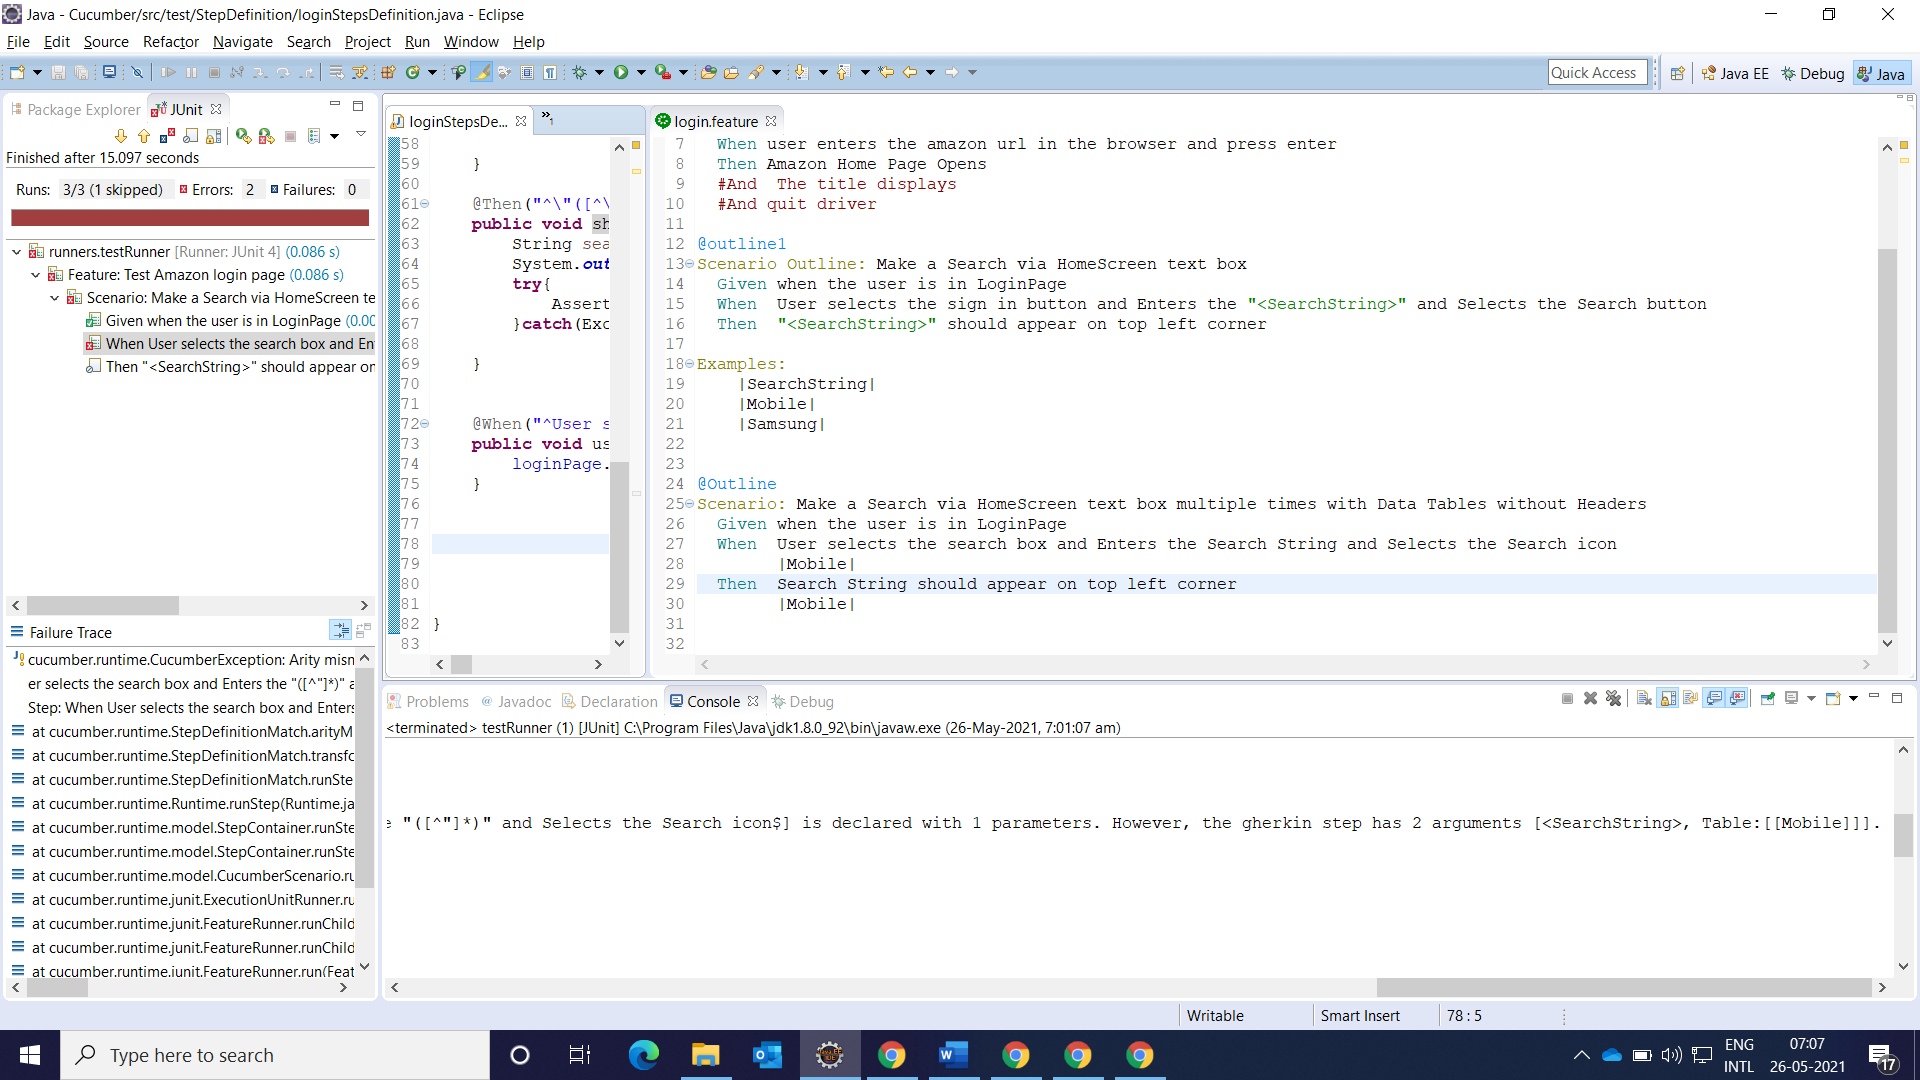 Java - Cucumber/src/test/StepDefinition/loginStepsDefinition.java - Eclipse
File Edit Source Refactor Navigate Search Project Run Window Help
Quick Access Java EE Debug Java
Package Explorer JUnit
Finished after 15.097 seconds
Runs: 3/3 (1 skipped) Errors: 2 Failures: 0
runners.testRunner [Runner: JUnit 4] (0.086 s)
Feature: Test Amazon login page (0.086 s)
Scenario: Make a Search via HomeScreen te
Given when the user is in LoginPage (0.00
When User selects the search box and En
Then "<SearchString>" should appear on
Failure Trace
cucumber.runtime.CucumberException: Arity mism
er selects the search box and Enters the "([^"]*)" a
Step: When User selects the search box and Enters
at cucumber.runtime.StepDefinitionMatch.arityM
at cucumber.runtime.StepDefinitionMatch.transfo
at cucumber.runtime.StepDefinitionMatch.runSte
at cucumber.runtime.Runtime.runStep(Runtime.ja
at cucumber.runtime.model.StepContainer.runSte
at cucumber.runtime.model.StepContainer.runSte
at cucumber.runtime.model.CucumberScenario.ru
at cucumber.runtime.junit.ExecutionUnitRunner.ru
at cucumber.runtime.junit.FeatureRunner.runChild
at cucumber.runtime.junit.FeatureRunner.runChild
at cucumber.runtime.junit.FeatureRunner.run(Feat
loginStepsDe... »1
58
59 }
60
61 @Then("^\"([^\
62 public void sh
63 String sea
64 System.out
65 try{
66 Assert
67 }catch(Exc
68
69 }
70
71
72 @When("^User s
73 public void us
74 loginPage.
75 }
76
77
78
79
80
81
82 }
83
login.feature
7 When user enters the amazon url in the browser and press enter
8 Then Amazon Home Page Opens
9 #And The title displays
10 #And quit driver
11
12 @outline1
13 Scenario Outline: Make a Search via HomeScreen text box
14 Given when the user is in LoginPage
15 When User selects the sign in button and Enters the "<SearchString>" and Selects the Search button
16 Then "<SearchString>" should appear on top left corner
17
18 Examples:
19 |SearchString|
20 |Mobile|
21 |Samsung|
22
23
24 @Outline
25 Scenario: Make a Search via HomeScreen text box multiple times with Data Tables without Headers
26 Given when the user is in LoginPage
27 When User selects the search box and Enters the Search String and Selects the Search icon
28 |Mobile|
29 Then Search String should appear on top left corner
30 |Mobile|
31
32
Problems Javadoc Declaration Console Debug
<terminated> testRunner (1) [JUnit] C:\Program Files\Java\jdk1.8.0_92\bin\javaw.exe (26-May-2021, 7:01:07 am)
e "([^"]*)" and Selects the Search icon$] is declared with 1 parameters. However, the gherkin step has 2 arguments [<SearchString>, Table:[[Mobile]]].
Writable Smart Insert 78 : 5
Type here to search
ENG
INTL
07:07
26-05-2021
17